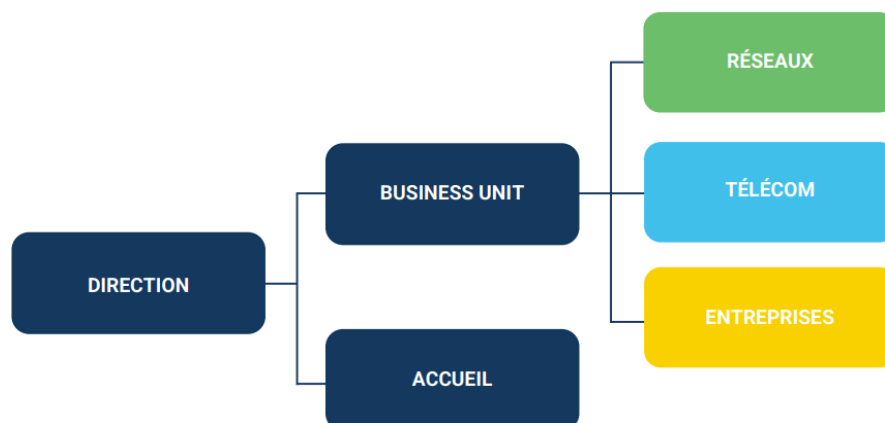 RÉSEAUX
BUSINESS UNIT
TÉLÉCOM
DIRECTION
ENTREPRISES
ACCUEIL